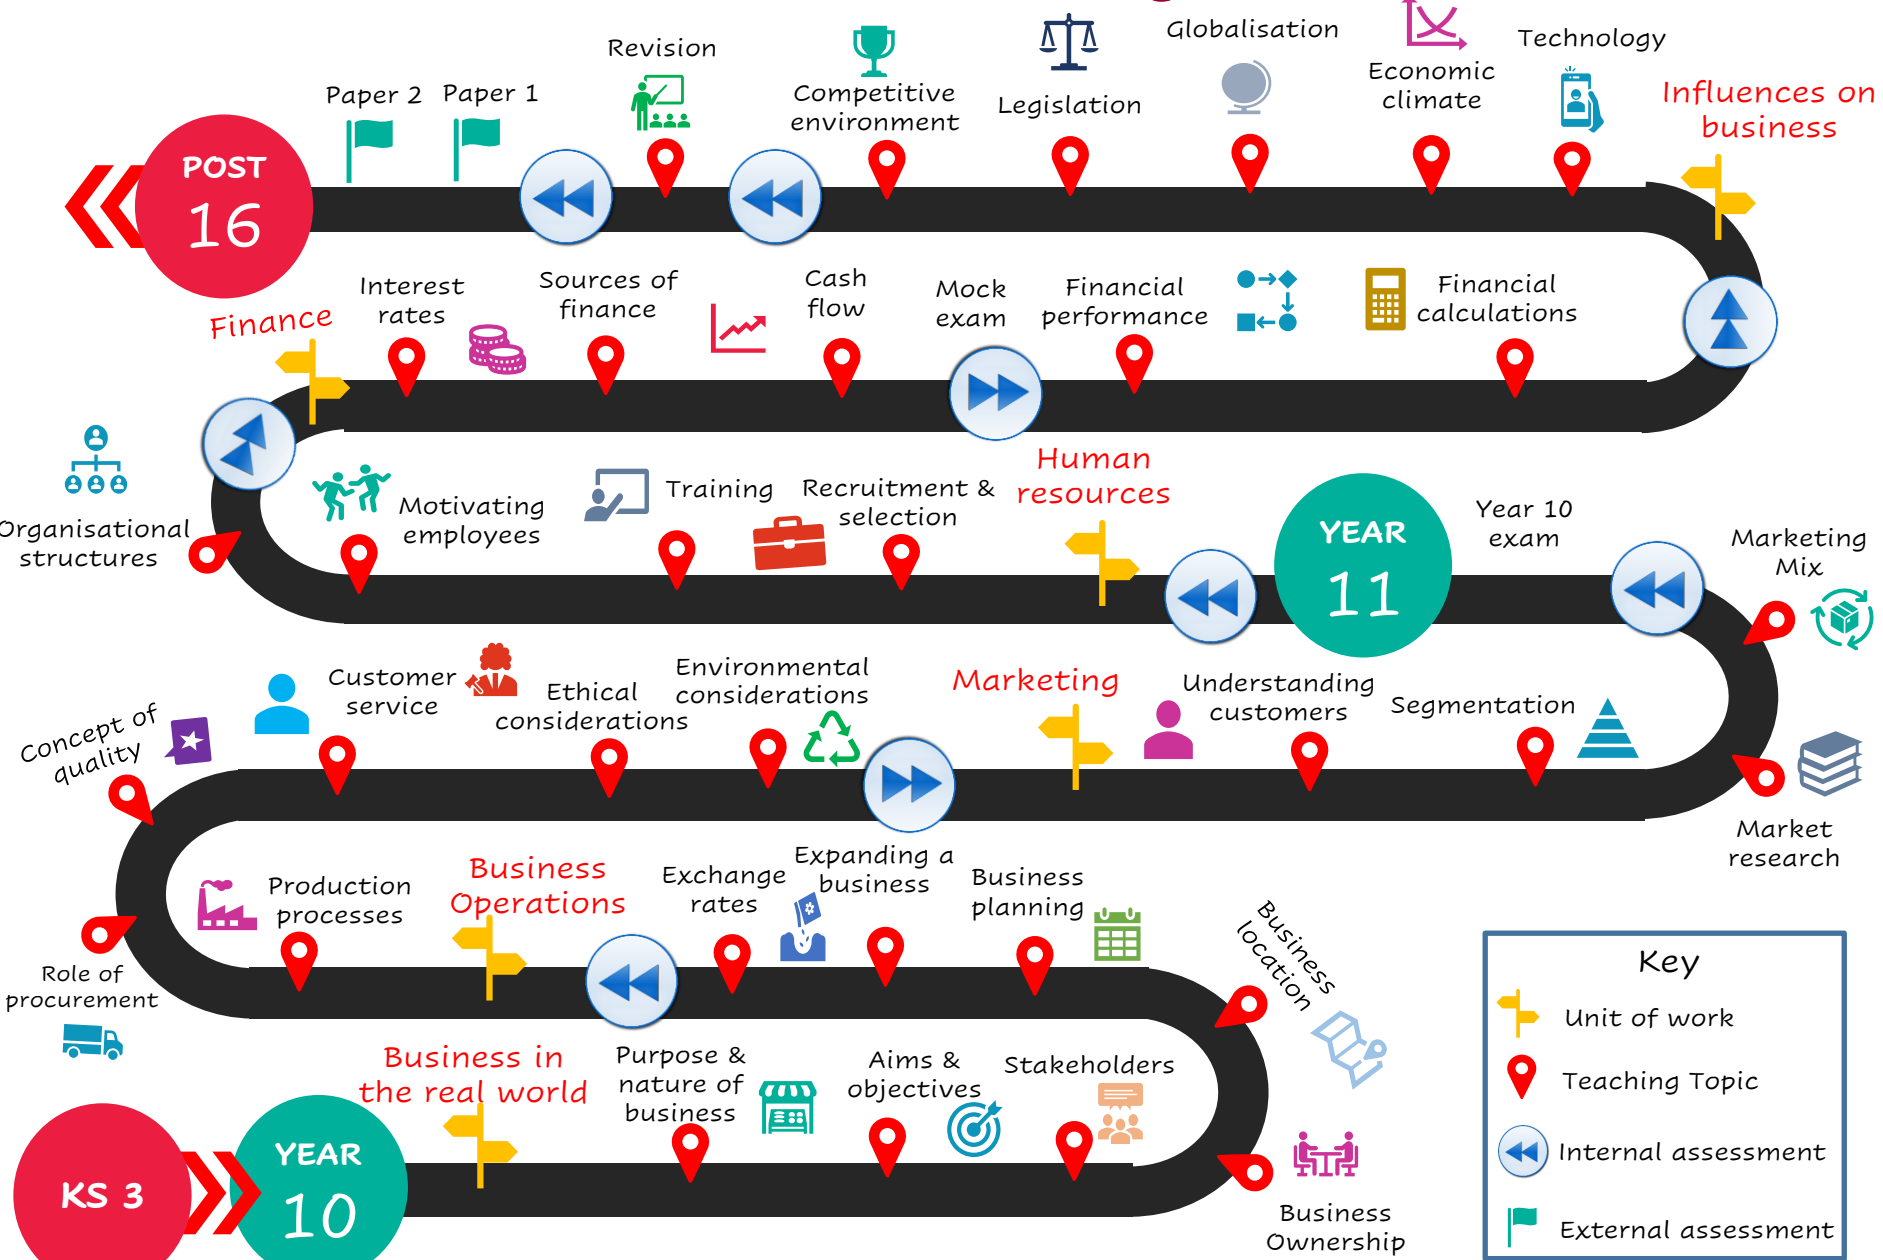 Revision
Globalisation
Technology
Paper 2
Paper 1
Competitive
environment
Legislation
Economic
climate
Influences on
business
POST
16
Finance
Interest
rates
Sources of
finance
Cash
flow
Mock
exam
Financial
performance
Financial
calculations
Organisational
structures
Motivating
employees
Training
Recruitment &
selection
Human
resources
YEAR
11
Year 10
exam
Marketing
Mix
Concept of
quality
Customer
service
Ethical
considerations
Environmental
considerations
Marketing
Understanding
customers
Segmentation
Market
research
Role of
procurement
Production
processes
Business
Operations
Exchange
rates
Expanding a
business
Business
planning
Business
location
KS 3
YEAR
10
Business in
the real world
Purpose &
nature of
business
Aims &
objectives
Stakeholders
Business
Ownership
Key
Unit of work
Teaching Topic
Internal assessment
External assessment